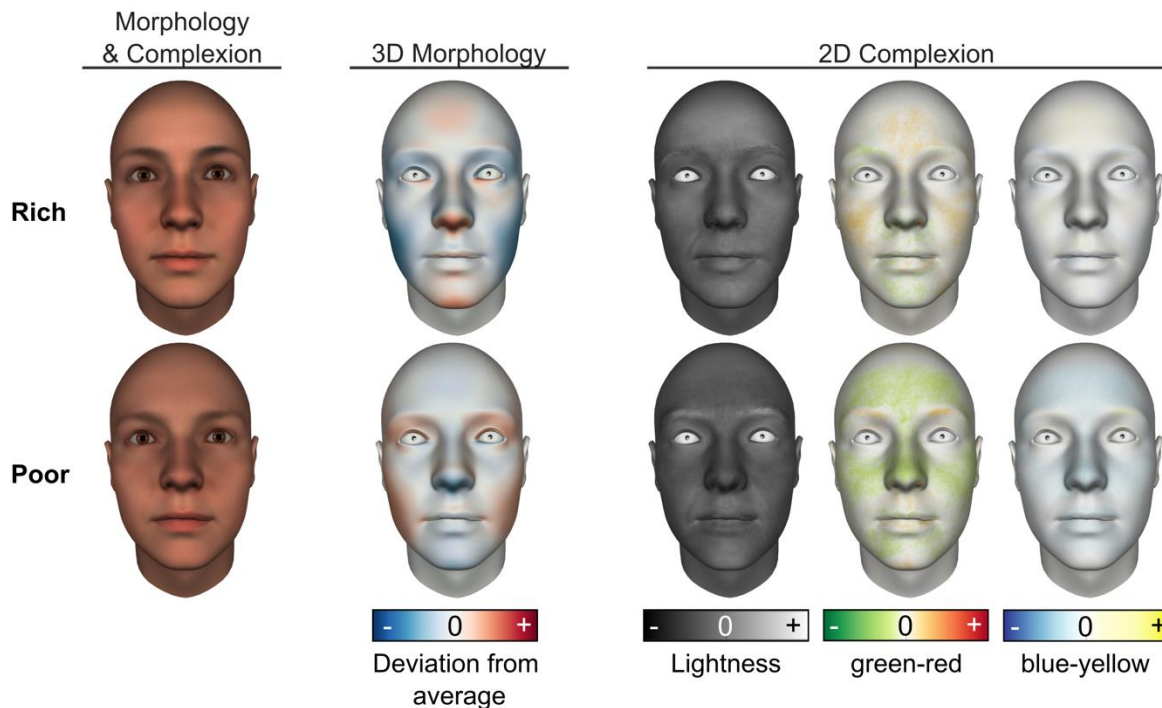 Morphology
& Complexion
3D Morphology
2D Complexion
Rich
Poor
- 0 +
Deviation from
average
- 0 +
Lightness
- 0 +
green-red
- 0 +
blue-yellow